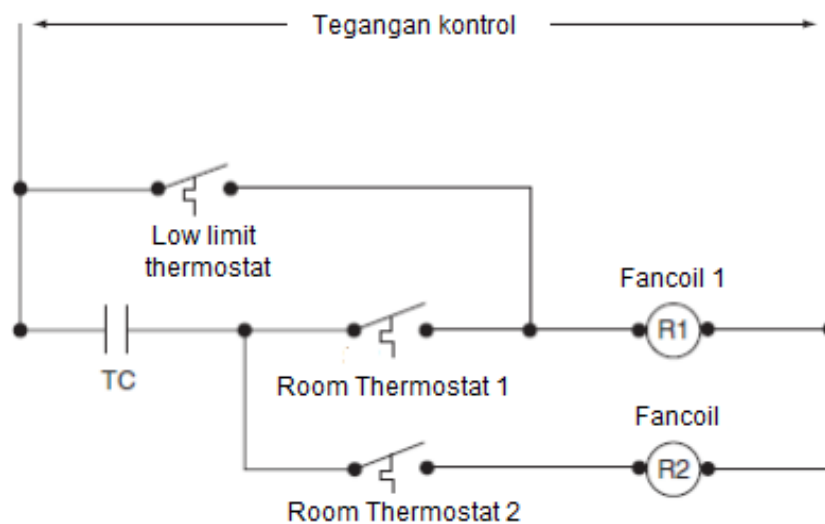 Tegangan kontrol
Low limit
thermostat
Fancoil 1
R1
TC
Room Thermostat 1
Fancoil
R2
Room Thermostat 2